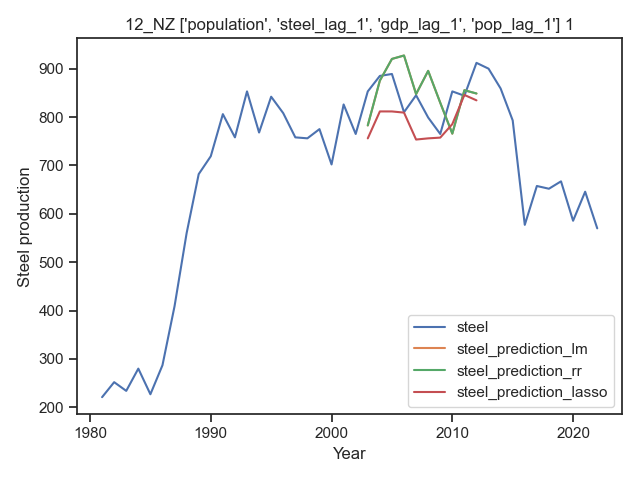 12_NZ ['population', 'steel_lag_1', 'gdp_lag_1', 'pop_lag_1'] 1
900
800
700
600
500
400
300
200
Steel production
steel
steel_prediction_lm
steel_prediction_rr
steel_prediction_lasso
1980 1990 2000 2010 2020
Year